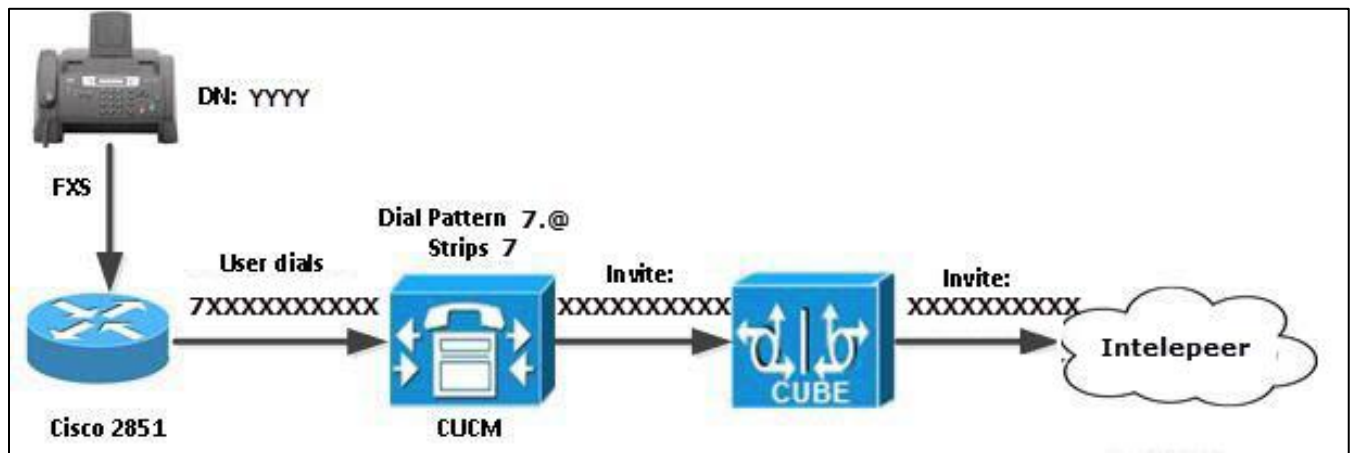 DN: YYYY
FXS
Dial Pattern 7.@
Strips 7
User dials
Invite:
Invite:
7XXXXXXXXXX
XXXXXXXXXX
XXXXXXXXXX
Intelepeer
CUBE
Cisco 2851
CUCM